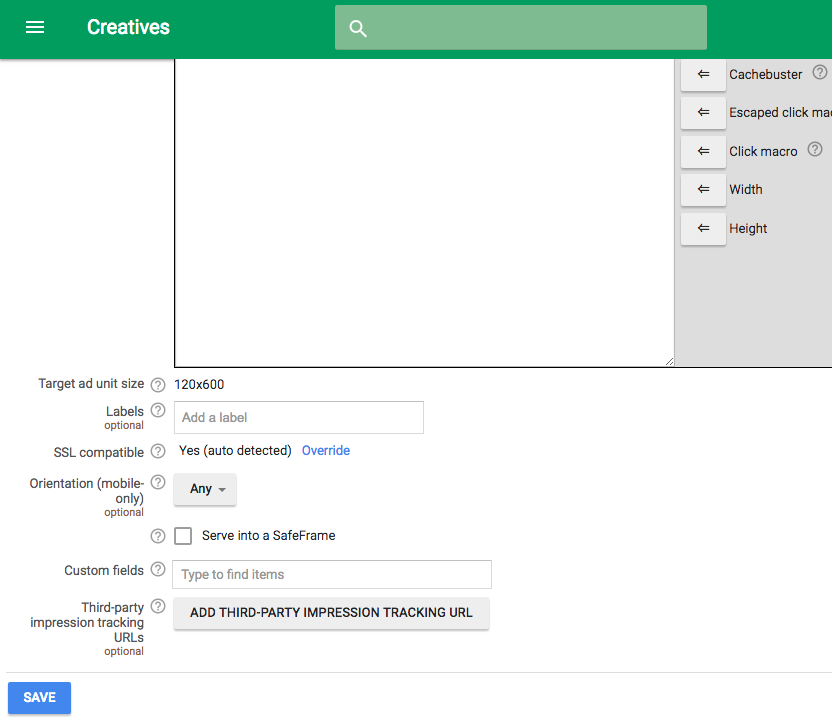 Creatives
Cachebuster
Escaped click mac
Click macro
Width
Height
Target ad unit size 120x600
Labels
optional
Add a label
SSL compatible Yes (auto detected) Override
Orientation (mobile-
only)
optional
Any
Serve into a SafeFrame
Custom fields Type to find items
Third-party
impression tracking
URLs
optional
ADD THIRD-PARTY IMPRESSION TRACKING URL
SAVE